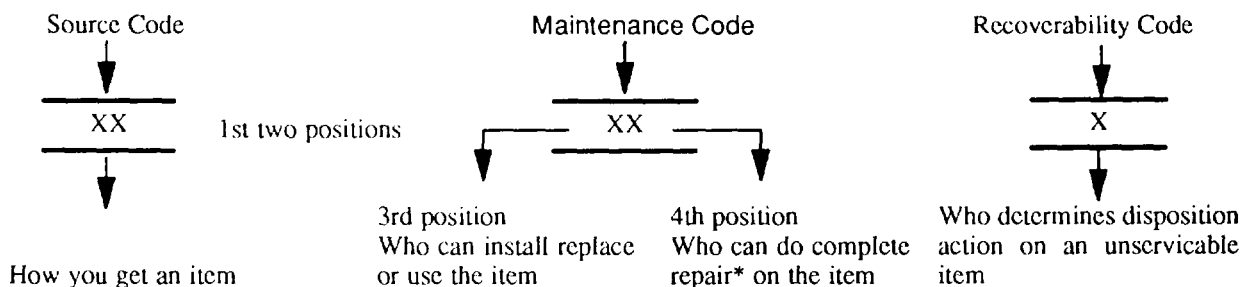 Source Code
Maintenance Code
Recoverability Code
XX
1st two positions
XX
X
How you get an item
3rd position
Who can install replace
or use the item
4th position
Who can do complete
repair* on the item
Who determines disposition
action on an unservicable
item